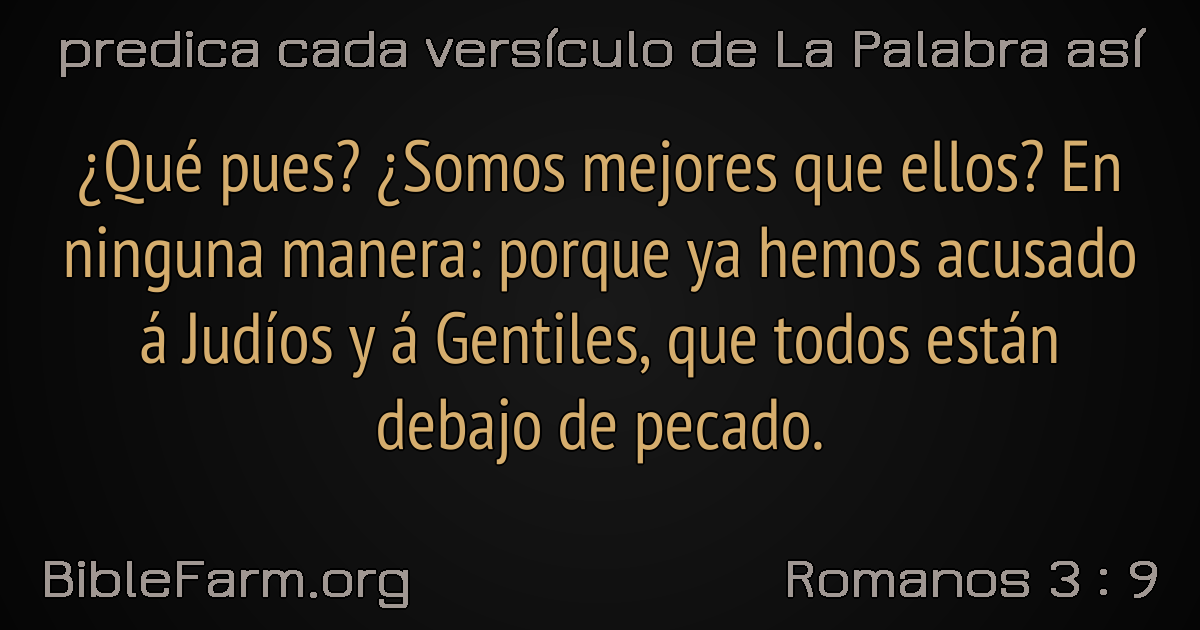 predica cada versículo de La Palabra así
¿Qué pues? ¿Somos mejores que ellos? En
ninguna manera: porque ya hemos acusado
á Judíos y á Gentiles, que todos están
debajo de pecado.
BibleFarm.org
Romanos 3 : 9